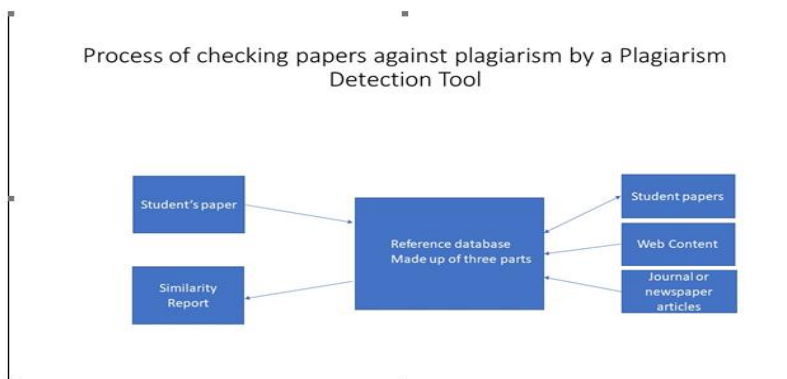 Process of checking papers against plagiarism by a Plagiarism
Detection Tool
Student's paper
Similarity
Report
Reference database
Made up of three parts
Student papers
Web Content
Journal or
newspaper
articles